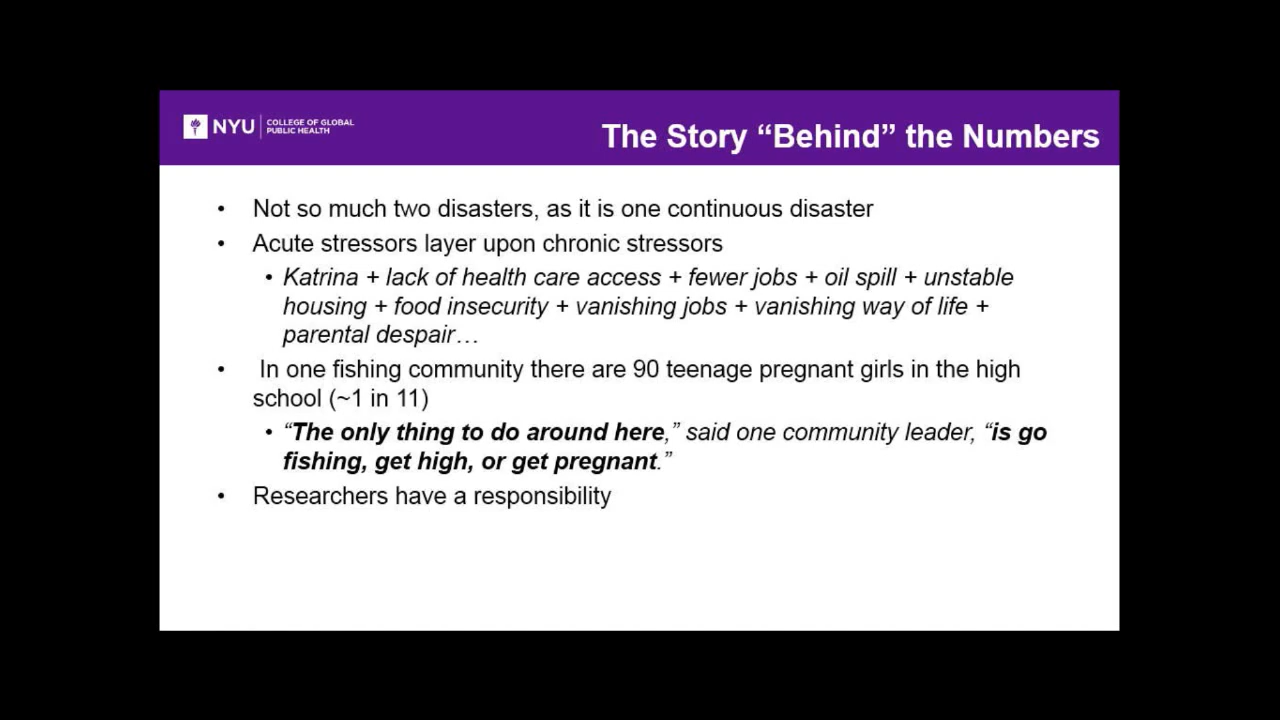 NYU
COLLEGE OF GLOBAL
PUBLIC HEALTH
The Story “Behind” the Numbers
• Not so much two disasters, as it is one continuous disaster
• Acute stressors layer upon chronic stressors
• Katrina + lack of health care access + fewer jobs + oil spill + unstable
housing + food insecurity + vanishing jobs + vanishing way of life +
parental despair…
• In one fishing community there are 90 teenage pregnant girls in the high
school (~1 in 11)
• “The only thing to do around here,” said one community leader, “is go
fishing, get high, or get pregnant.”
• Researchers have a responsibility